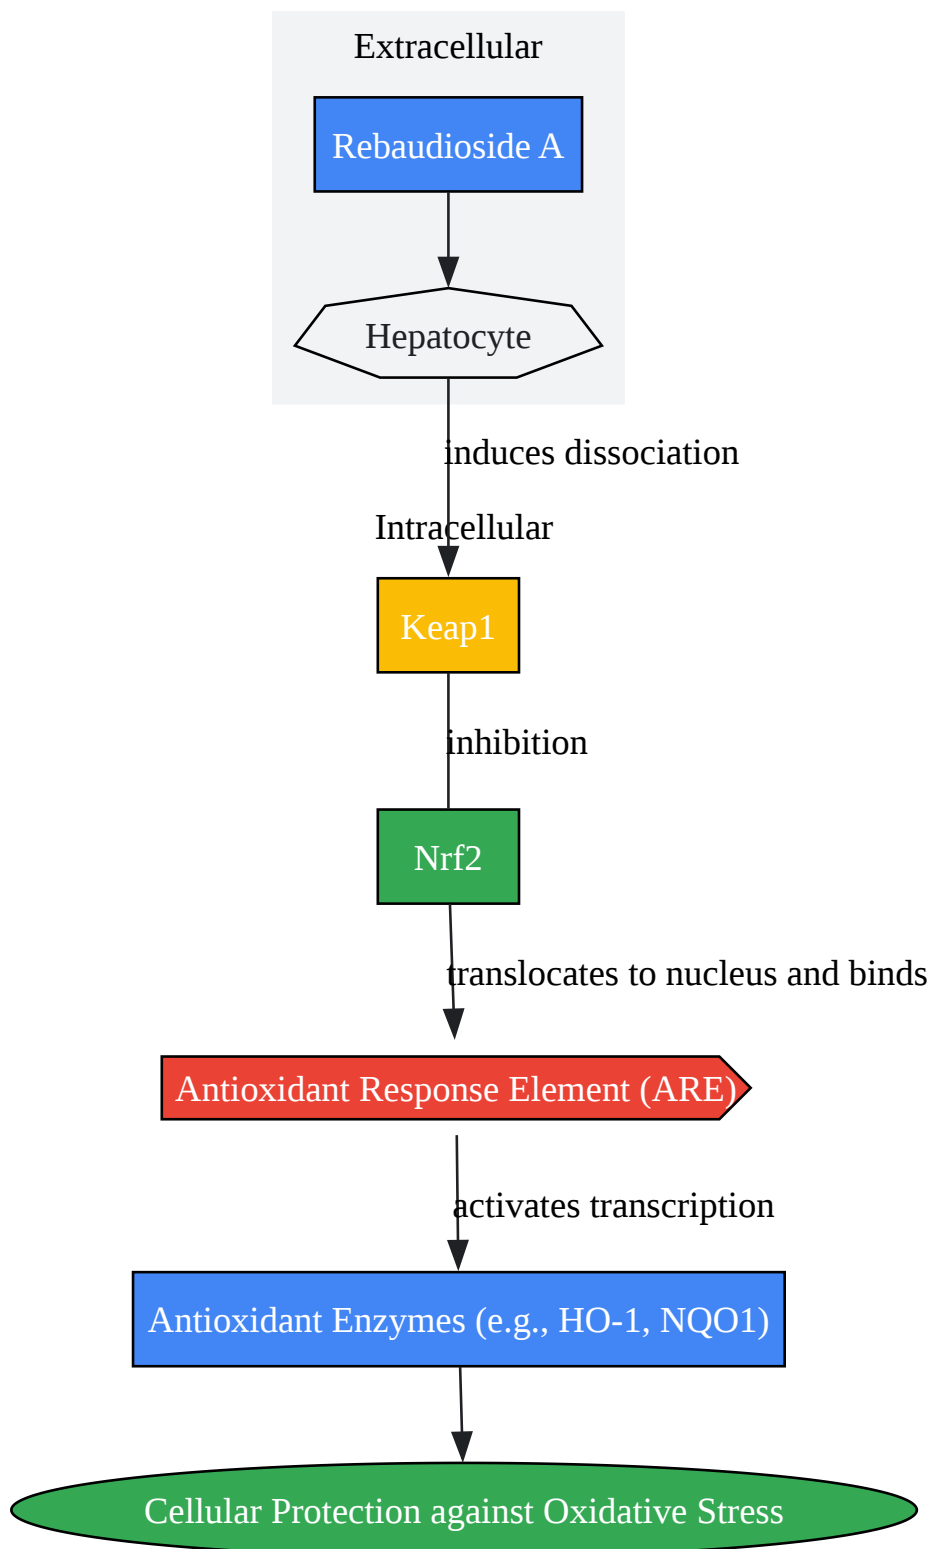 Extracellular
Rebaudioside A
Hepatocyte
induces dissociation
Intracellular
Keap1
inhibition
Nrf2
translocates to nucleus and binds
Antioxidant Response Element (ARE)
activates transcription
Antioxidant Enzymes (e.g., HO-1, NQO1)
Cellular Protection against Oxidative Stress